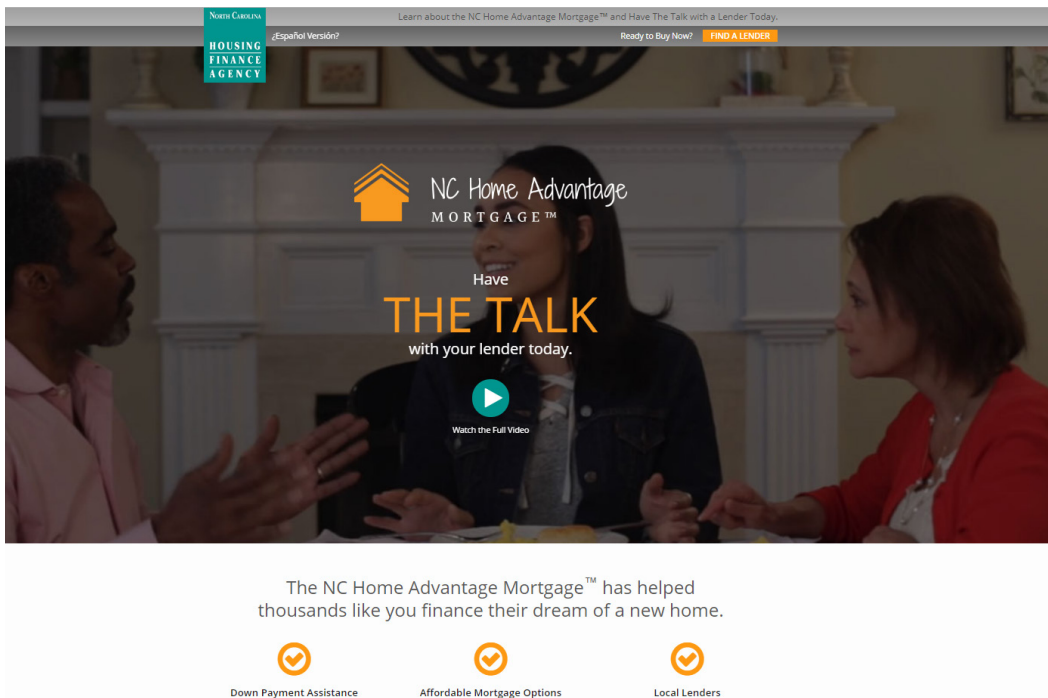 NORTH CAROLINA
HOUSING
FINANCE
AGENCY
Learn about the NC Home Advantage Mortgage™ and Have The Talk with a Lender Today.
¿Español Versión?
Ready to Buy Now?
FIND A LENDER
NC Home Advantage
MORTGAGE™
Have
THE TALK
with your lender today.
Watch the Full Video
The NC Home Advantage Mortgage™ has helped
thousands like you finance their dream of a new home.
Down Payment Assistance
Affordable Mortgage Options
Local Lenders